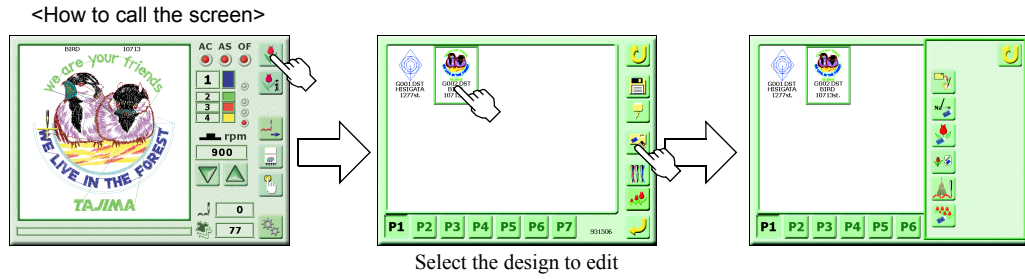 <How to call the screen>
BIRD 10713
AC AS OF
We are your friends
1
2
3
4
rpm
900
WE LIVE IN THE FOREST
TAJIMA
0
77
G001.DST
HISIGATA
1277st.
G002.DST
BIRD
10713st.
P1 P2 P3 P4 P5 P6 P7 931506
G001.DST
HISIGATA
1277st.
G002.DST
BIRD
10713st.
P1 P2 P3 P4 P5 P6
Select the design to edit